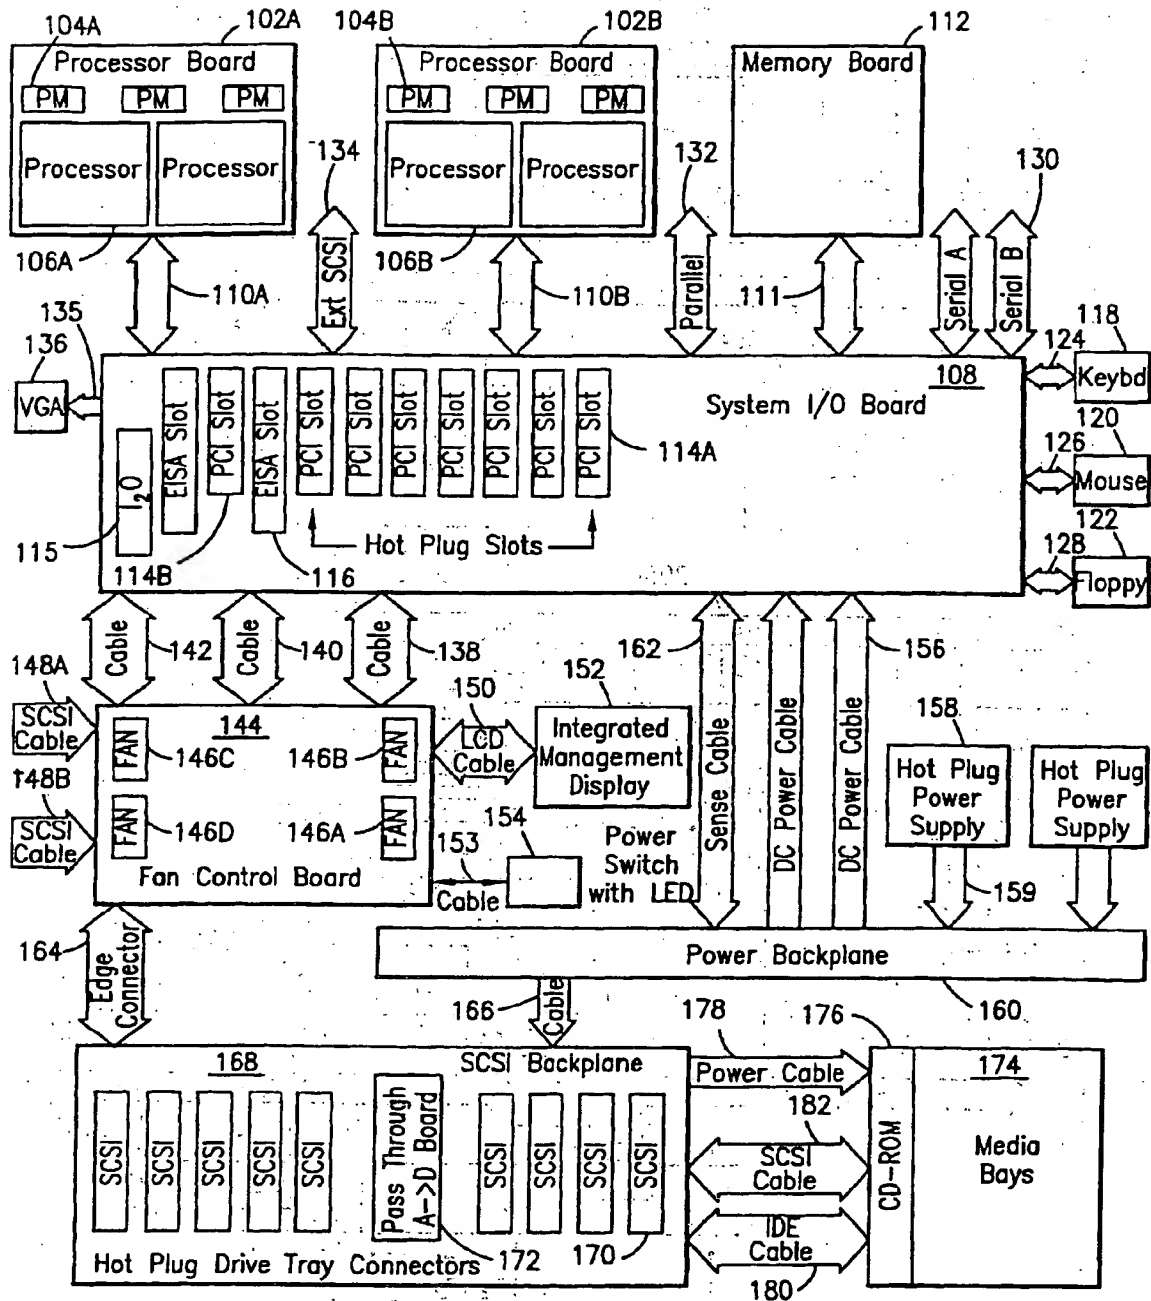 102A
104A
Processor Board
PM PM PM
Processor Processor
106A
102B
104B
Processor Board
PM PM PM
Processor Processor
106B
112
Memory Board
134
132
130
110A
Ext SCSI
110B
Parallel
111
Serial A
Serial B
135
136
VGA
108
System I/O Board
I2O
EISA Slot
PCI Slot
EISA Slot
PCI Slot
PCI Slot
PCI Slot
PCI Slot
PCI Slot
PCI Slot
PCI Slot
114A
115
114B
116
Hot Plug Slots
118
124
Keybd
120
126
Mouse
122
128
Floppy
Cable
142
Cable
140
Cable
138
162
156
148A
SCSI
Cable
148B
SCSI
Cable
144
FAN
146C
146B
FAN
FAN
146D
146A
FAN
Fan Control Board
150
LCD
Cable
152
Integrated
Management
Display
153
Cable
154
Power
Switch
with LED
Sense Cable
DC Power Cable
DC Power Cable
158
Hot Plug
Power
Supply
Hot Plug
Power
Supply
159
Power Backplane
160
164
Edge
Connector
166
Cable
168
SCSI Backplane
SCSI
SCSI
SCSI
SCSI
SCSI
Pass Through
A->D Board
SCSI
SCSI
SCSI
SCSI
172
170
Hot Plug Drive Tray Connectors
178
Power Cable
182
SCSI
Cable
IDE
Cable
180
176
CD-ROM
174
Media
Bays